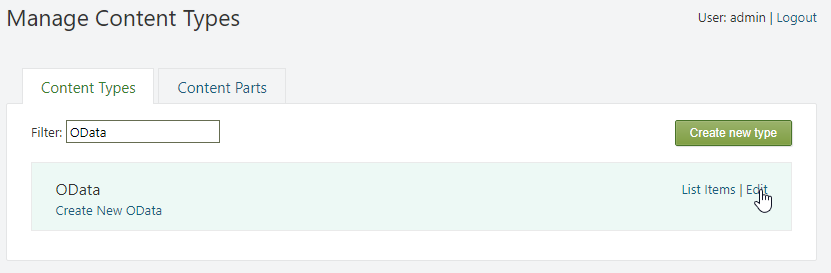 Manage Content Types
User: admin | Logout
Content Types
Content Parts
Filter: OData
Create new type
OData
List Items | Edit
Create New OData